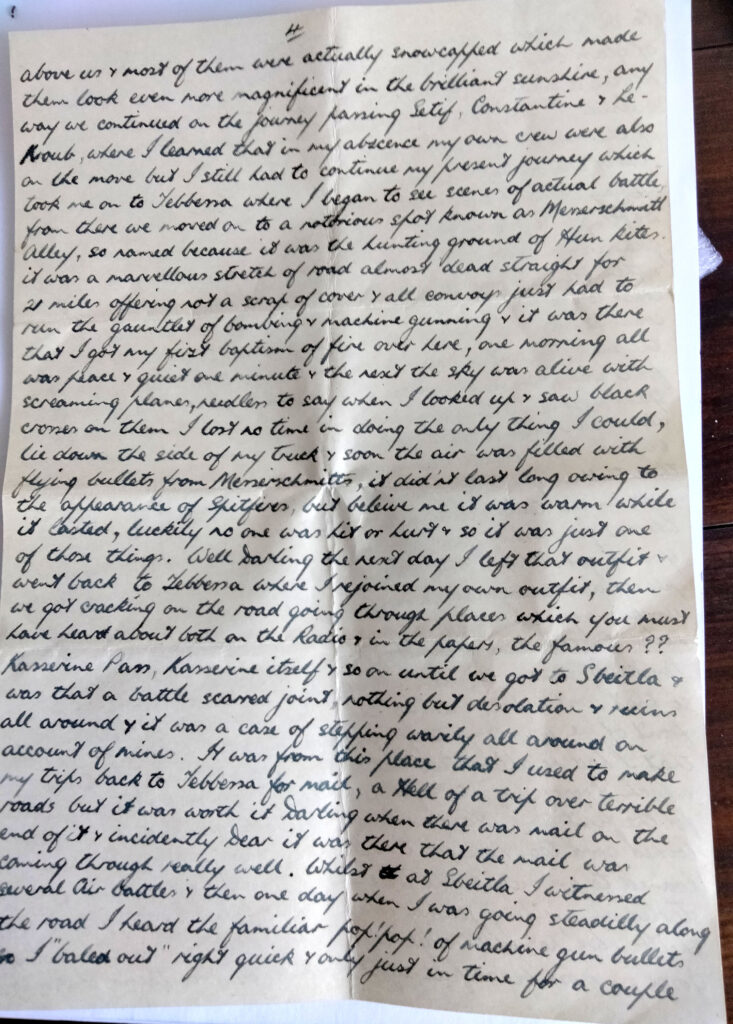 4
above us & most of them were actually snowcapped which made
them look even more magnificent in the brilliant sunshine, any
way we continued on the journey passing Setif, Constantine & Le-
Kroub, where I learned that in my abscence my own crew were also
on the move but I still had to continue my present journey which
took me on to Tebbessa where I began to see scenes of actual battle,
from there we moved on to a notorious spot known as Messerschmitt
Alley, so named because it was the hunting ground of Hun kites.
it was a marvellous stretch of road almost dead straight for
21 miles offering not a scrap of cover & all convoys just had to
run the gauntlet of bombing & machine gunning & it was there
that I got my first baptism of fire over here, one morning all
was peace & quiet one minute & the next the sky was alive with
screaming planes, needless to say when I looked up & saw black
crosses on them I lost no time in doing the only thing I could,
lie down the side of my truck & soon the air was filled with
flying bullets from Messerschmitts, it did'nt last long owing to
the appearance of Spitfires, but beleive me it was warm while
it lasted, luckily no one was hit or hurt & so it was just one
of those things. Well Darling the next day I left that outfit &
went back to Tebbessa where I rejoined my own outfit, then
we got cracking on the road going through places which you must
have heard about both on the Radio & in the papers, the famous ??
Kasserine Pass, Kasserine itself & so on until we got to Sbeitla &
was that a battle scarred joint, nothing but desolation & ruins
all around & it was a case of stepping warily all around on
account of mines. It was from this place that I used to make
my trips back to Tebbessa for mail, a Hell of a trip over terrible
roads but it was worth it Darling when there was mail on the
end of it & incidently Dear it was there that the mail was
coming through really well. Whilst at Sbeitla I witnessed
several Air battles & then one day when I was going steadilly along
the road I heard the familiar pop! pop! of machine gun bullets
so I "baled out" right quick & only just in time for a couple